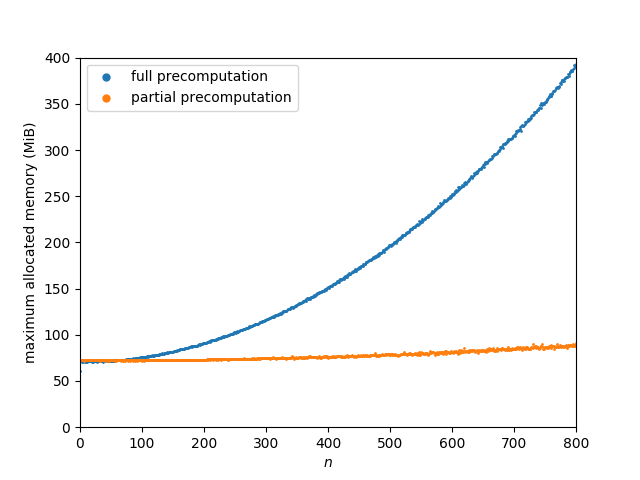 full precomputation
partial precomputation
maximum allocated memory (MiB)
400
350
300
250
200
150
100
50
0
0 100 200 300 400 500 600 700 800
n